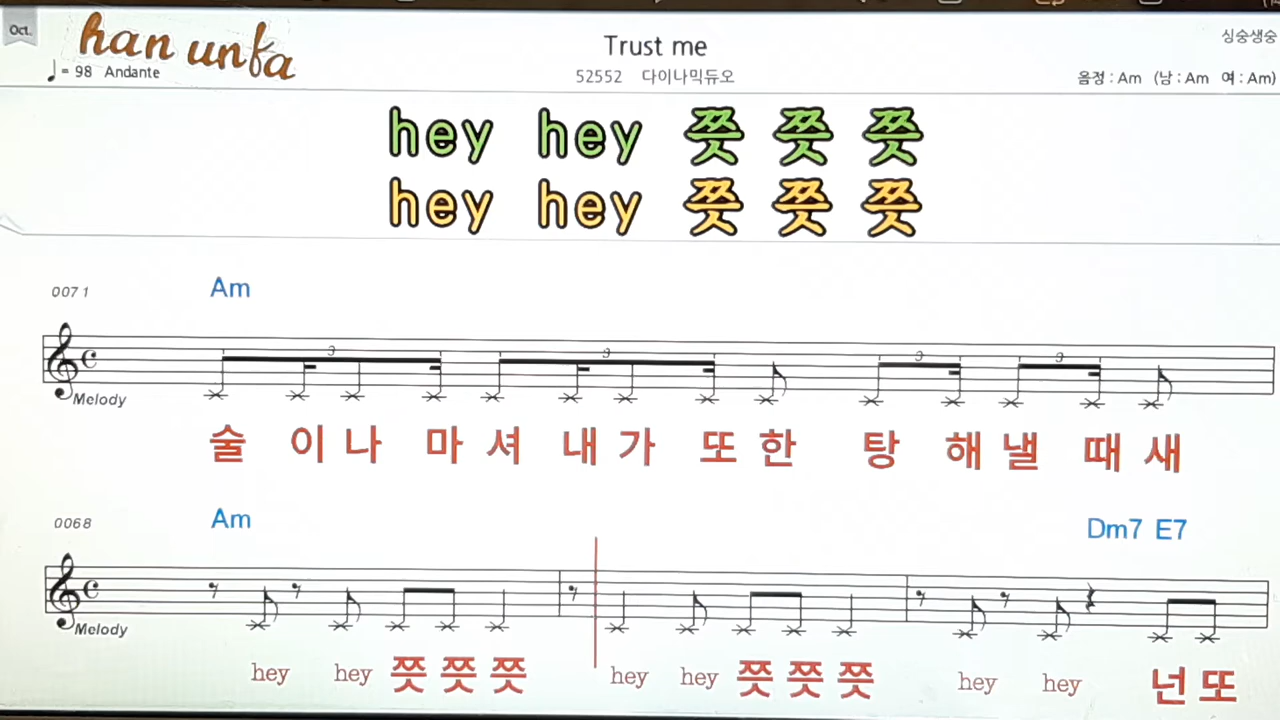 Oct.
han unfa
Trust me
싱숭생숭
♩= 98 Andante
52552 다이나믹듀오
음정 : Am (남 : Am 여 : Am)
hey hey 쯧 쯧 쯧
hey hey 쯧 쯧 쯧
0071 Am
3 3 3 3
Melody
술 이 나 마 셔 내 가 또 한 탕 해 낼 때 새
0068 Am Dm7 E7
Melody
hey hey 쯧 쯧 쯧 hey hey 쯧 쯧 쯧 hey hey 넌 또